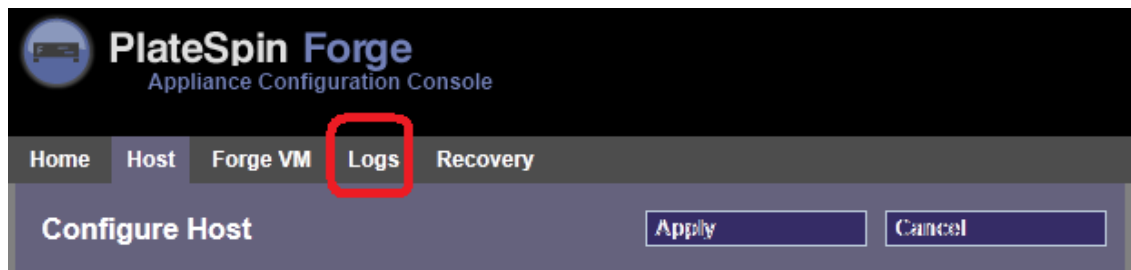 PlateSpin Forge
Appliance Configuration Console
Home Host Forge VM Logs Recovery
Configure Host Apply Cancel